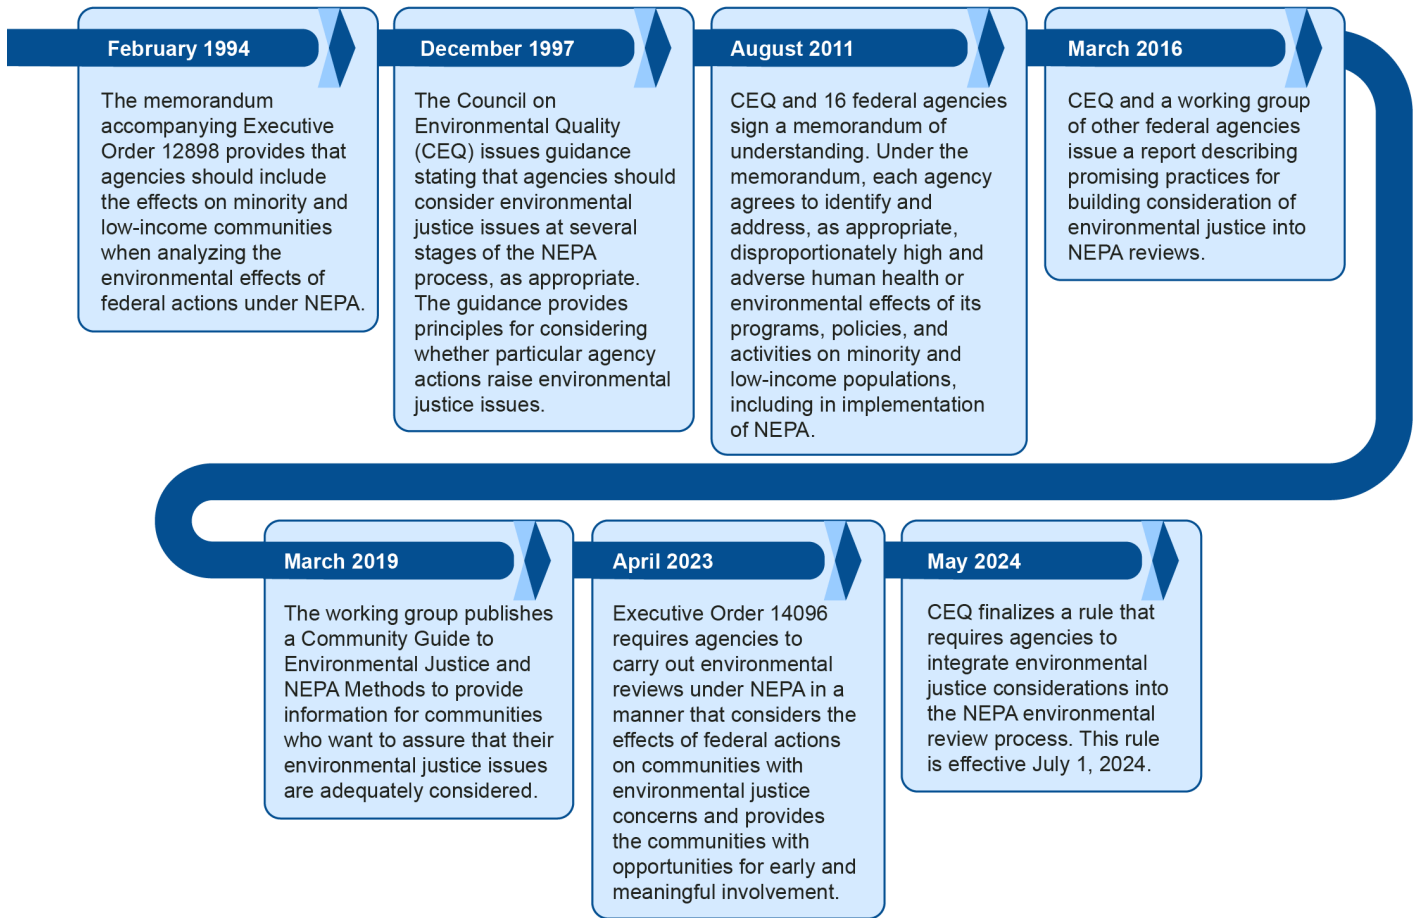 February 1994
The memorandum
accompanying Executive
Order 12898 provides that
agencies should include
the effects on minority and
low-income communities
when analyzing the
environmental effects of
federal actions under NEPA.
December 1997
The Council on
Environmental Quality
(CEQ) issues guidance
stating that agencies should
consider environmental
justice issues at several
stages of the NEPA
process, as appropriate.
The guidance provides
principles for considering
whether particular agency
actions raise environmental
justice issues.
August 2011
CEQ and 16 federal agencies
sign a memorandum of
understanding. Under the
memorandum, each agency
agrees to identify and
address, as appropriate,
disproportionately high and
adverse human health or
environmental effects of its
programs, policies, and
activities on minority and
low-income populations,
including in implementation
of NEPA.
March 2016
CEQ and a working group
of other federal agencies
issue a report describing
promising practices for
building consideration of
environmental justice into
NEPA reviews.
March 2019
The working group publishes
a Community Guide to
Environmental Justice and
NEPA Methods to provide
information for communities
who want to assure that their
environmental justice issues
are adequately considered.
April 2023
Executive Order 14096
requires agencies to
carry out environmental
reviews under NEPA in a
manner that considers the
effects of federal actions
on communities with
environmental justice
concerns and provides
the communities with
opportunities for early and
meaningful involvement.
May 2024
CEQ finalizes a rule that
requires agencies to
integrate environmental
justice considerations into
the NEPA environmental
review process. This rule
is effective July 1, 2024.